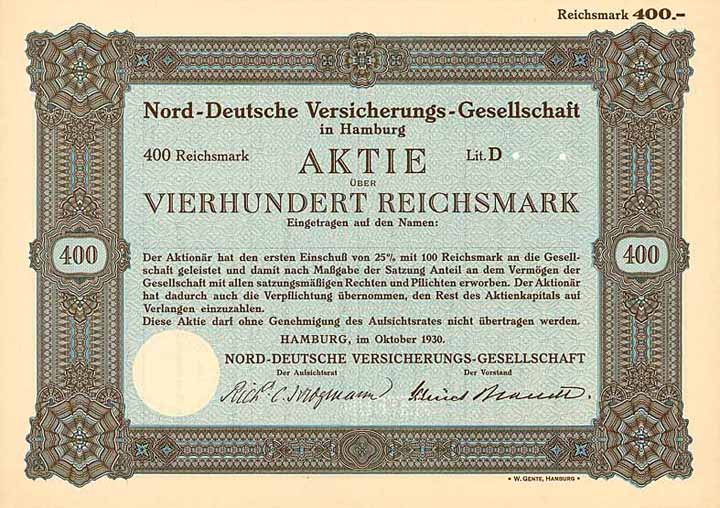 Reichsmark 400.-
Nord-Deutsche Versicherungs-Gesellschaft
in Hamburg
400 Reichsmark AKTIE Lit. D
ÜBER
VIERHUNDERT REICHSMARK
Eingetragen auf den Namen:
400 400
Der Aktionär hat den ersten Einschuß von 25% mit 100 Reichsmark an die Gesell-
schaft geleistet und damit nach Maßgabe der Satzung Anteil an dem Vermögen der
Gesellschaft mit allen satzungsmäßigen Rechten und Pflichten erworben. Der Aktionär
hat dadurch auch die Verpflichtung übernommen, den Rest des Aktienkapitals auf
Verlangen einzuzahlen.
Diese Aktie darf ohne Genehmigung des Aufsichtsrates nicht übertragen werden.
HAMBURG, im Oktober 1930.
NORD-DEUTSCHE VERSICHERUNGS-GESELLSCHAFT
Der Aufsichtsrat Der Vorstand
Rich. C. Krogmann
• W. GENTE, HAMBURG •